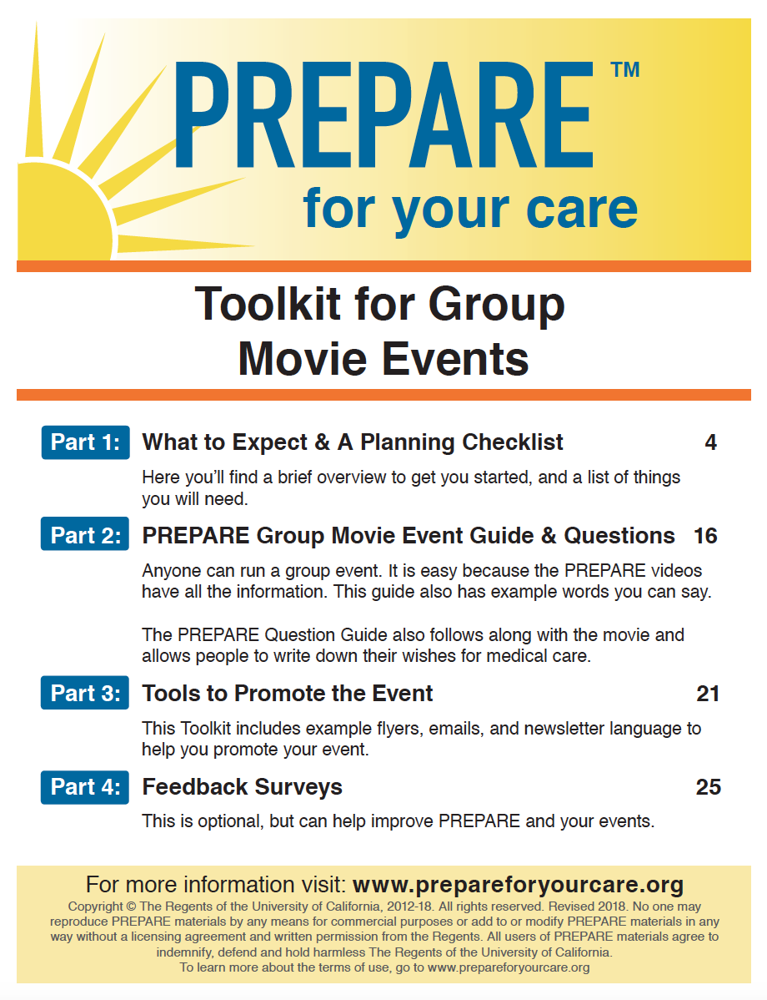 PREPARE ™
for your care
Toolkit for Group
Movie Events
Part 1: What to Expect & A Planning Checklist 4
Here you’ll find a brief overview to get you started, and a list of things
you will need.
Part 2: PREPARE Group Movie Event Guide & Questions 16
Anyone can run a group event. It is easy because the PREPARE videos
have all the information. This guide also has example words you can say.
The PREPARE Question Guide also follows along with the movie and
allows people to write down their wishes for medical care.
Part 3: Tools to Promote the Event 21
This Toolkit includes example flyers, emails, and newsletter language to
help you promote your event.
Part 4: Feedback Surveys 25
This is optional, but can help improve PREPARE and your events.
For more information visit: www.prepareforyourcare.org
Copyright © The Regents of the University of California, 2012-18. All rights reserved. Revised 2018. No one may
reproduce PREPARE materials by any means for commercial purposes or add to or modify PREPARE materials in any
way without a licensing agreement and written permission from the Regents. All users of PREPARE materials agree to
indemnify, defend and hold harmless The Regents of the University of California.
To learn more about the terms of use, go to www.prepareforyourcare.org